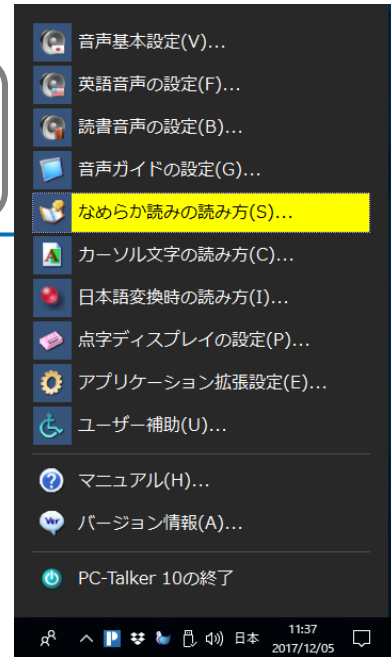 音声基本設定(V)...
英語音声の設定(F)...
読書音声の設定(B)...
音声ガイドの設定(G)...
なめらか読みの読み方(S)...
カーソル文字の読み方(C)...
日本語変換時の読み方(I)...
点字ディスプレイの設定(P)...
アプリケーション拡張設定(E)...
ユーザー補助(U)...
マニュアル(H)...
バージョン情報(A)...
PC-Talker 10の終了
日本
11:37
2017/12/05